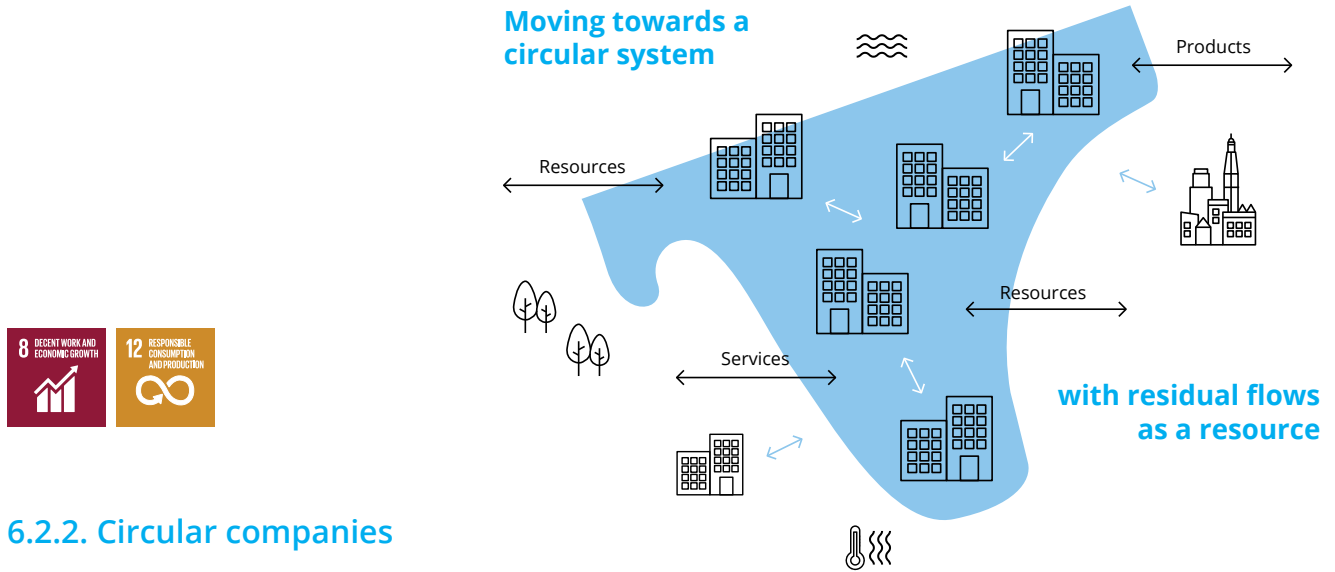 Moving towards a
circular system
Products
Resources
Resources
Services
8 DECENT WORK AND
ECONOMIC GROWTH
12 RESPONSIBLE
CONSUMPTION
AND PRODUCTION
with residual flows
as a resource
6.2.2. Circular companies